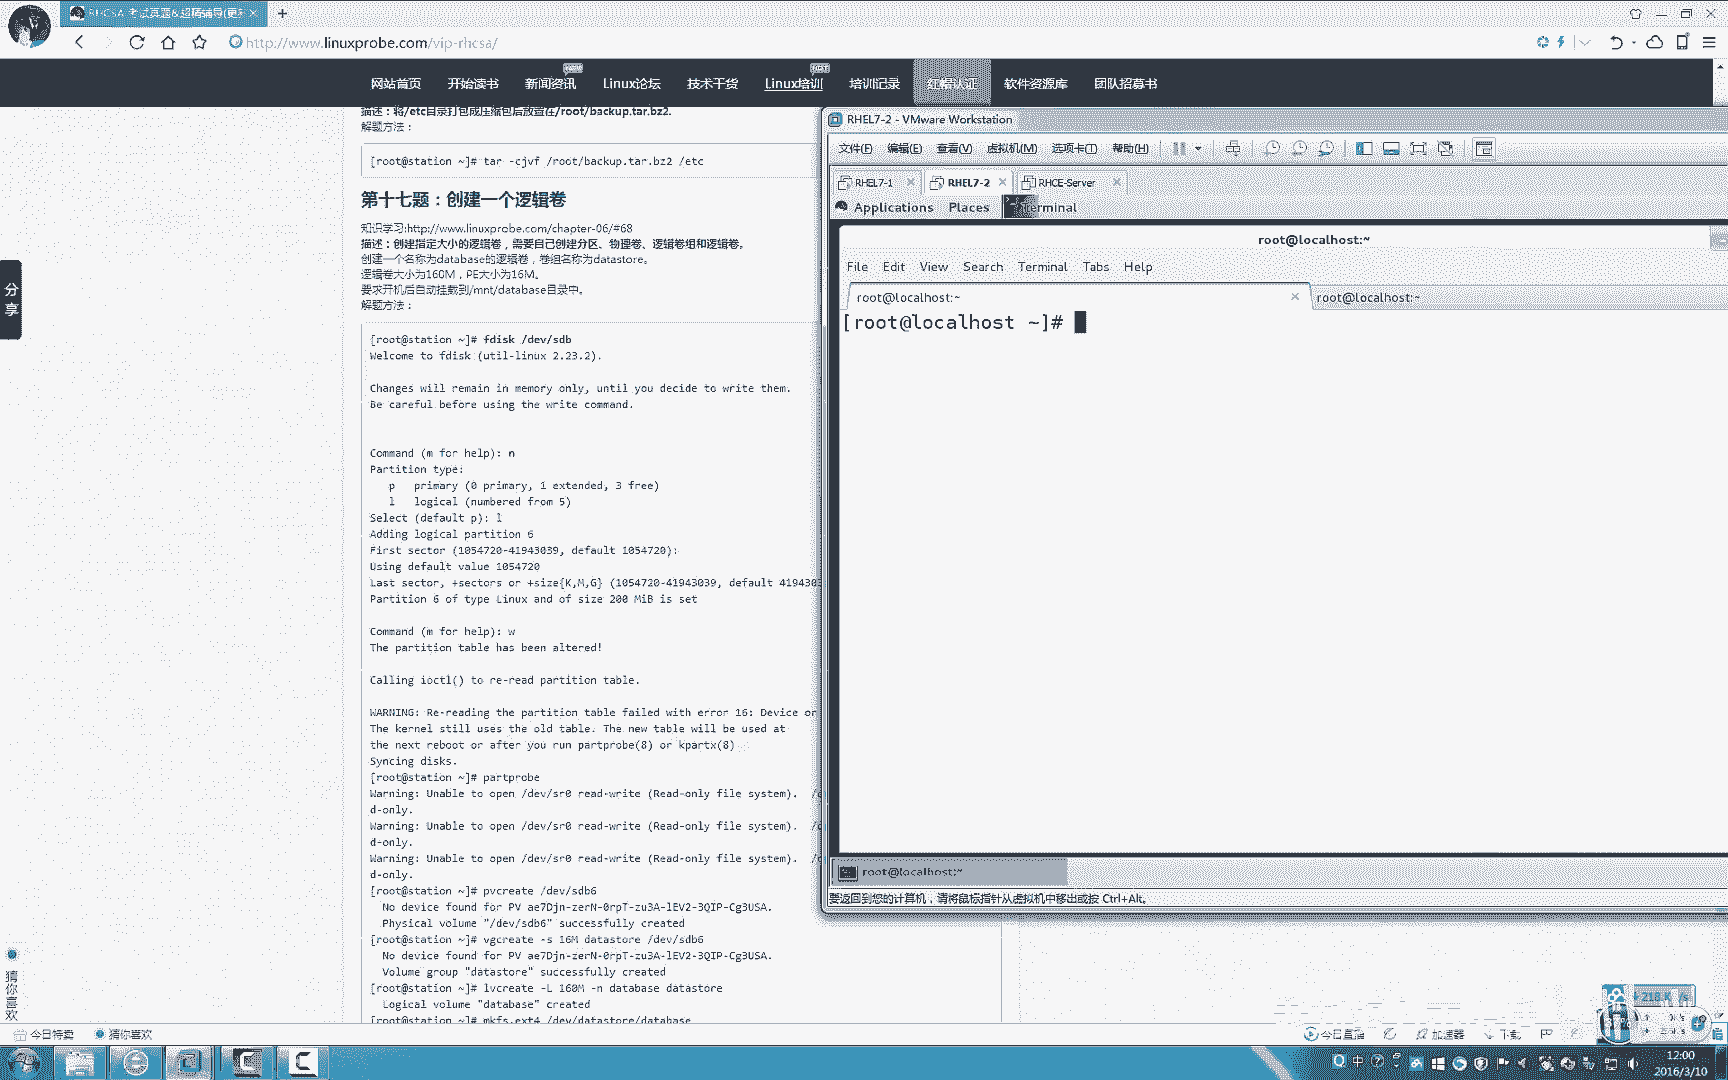 http://www.linuxprobe.com/vip-rhcsa/
网站首页
开始读书
新闻资讯
Linux论坛
技术干货
Linux培训
HOT
培训记录
红帽认证
软件资源库
团队招募书
描述：将/etc目录打包成压缩包后放置在/root/backup.tar.bz2.
解题方法：
[root@station ~]# tar -cjvf /root/backup.tar.bz2 /etc
第十七题：创建一个逻辑卷
知识学习:http://www.linuxprobe.com/chapter-06/#68
描述：创建指定大小的逻辑卷，需要自己创建分区、物理卷、逻辑卷组和逻辑卷。
创建一个名称为database的逻辑卷，卷组名称为datastore。
逻辑卷大小为160M，PE大小为16M。
要求开机后自动挂载到/mnt/database目录中。
解题方法：
[root@station ~]# fdisk /dev/sdb
Welcome to fdisk (util-linux 2.23.2).
Changes will remain in memory only, until you decide to write them.
Be careful before using the write command.
Command (m for help): n
Partition type:
p primary (0 primary, 1 extended, 3 free)
l logical (numbered from 5)
Select (default p): l
Adding logical partition 6
First sector (1054720-41943039, default 1054720):
Using default value 1054720
Last sector, +sectors or +size{K,M,G} (1054720-41943039, default 419430
Partition 6 of type Linux and of size 200 MiB is set
Command (m for help): w
The partition table has been altered!
Calling ioctl() to re-read partition table.
WARNING: Re-reading the partition table failed with error 16: Device or
The kernel still uses the old table. The new table will be used at
the next reboot or after you run partprobe(8) or kpartx(8)
Syncing disks.
[root@station ~]# partprobe
Warning: Unable to open /dev/sr0 read-write (Read-only file system).
d-only.
Warning: Unable to open /dev/sr0 read-write (Read-only file system).
d-only.
Warning: Unable to open /dev/sr0 read-write (Read-only file system).
d-only.
[root@station ~]# pvcreate /dev/sdb6
No device found for PV ae7Djn-zerN-0rpT-zu3A-lEV2-3QIP-Cg3USA.
Physical volume "/dev/sdb6" successfully created
[root@station ~]# vgcreate -s 16M datastore /dev/sdb6
No device found for PV ae7Djn-zerN-0rpT-zu3A-lEV2-3QIP-Cg3USA.
Volume group "datastore" successfully created
[root@station ~]# lvcreate -L 160M -n database datastore
Logical volume "database" created
[root@station ~]# mkfs.ext4 /dev/datastore/database
分享
猜你喜欢
RHEL7-2 - VMware Workstation
文件(F) 编辑(E) 查看(V) 虚拟机(M) 选项卡(T) 帮助(H)
RHEL7-1
RHEL7-2
RHCE-Server
Applications Places Terminal
root@localhost:~
File Edit View Search Terminal Tabs Help
root@localhost:~
root@localhost:~
[root@localhost ~]#
root@localhost:~
要返回到您的计算机，请将鼠标指针从虚拟机中移出或按 Ctrl+Alt。
今日特卖
猜你喜欢
今日直播
加速器
下载
中
12:00
2016/3/10